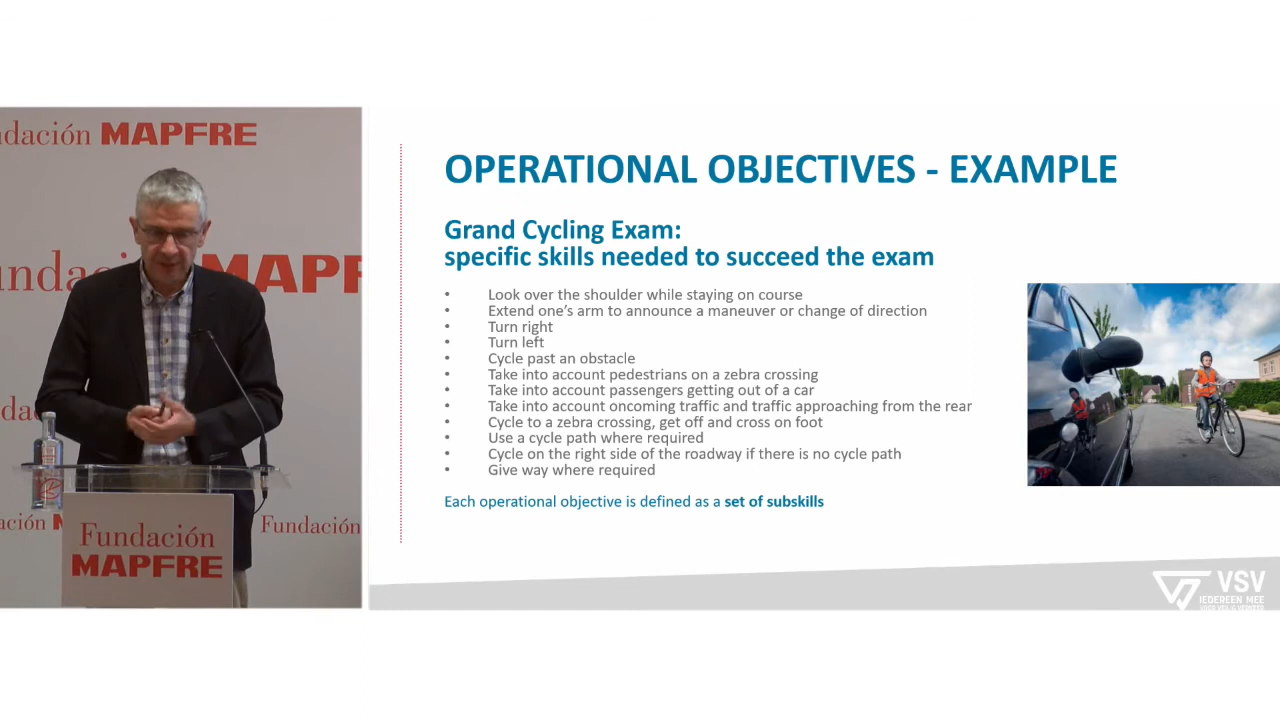 dación MAPFRE
MAPF
Fundación
MAPFRE
ación
Fundación
OPERATIONAL OBJECTIVES - EXAMPLE
Grand Cycling Exam:
specific skills needed to succeed the exam
• Look over the shoulder while staying on course
• Extend one's arm to announce a maneuver or change of direction
• Turn right
• Turn left
• Cycle past an obstacle
• Take into account pedestrians on a zebra crossing
• Take into account passengers getting out of a car
• Take into account oncoming traffic and traffic approaching from the rear
• Cycle to a zebra crossing, get off and cross on foot
• Use a cycle path where required
• Cycle on the right side of the roadway if there is no cycle path
• Give way where required
Each operational objective is defined as a set of subskills
VSV
IEDEREEN MEE